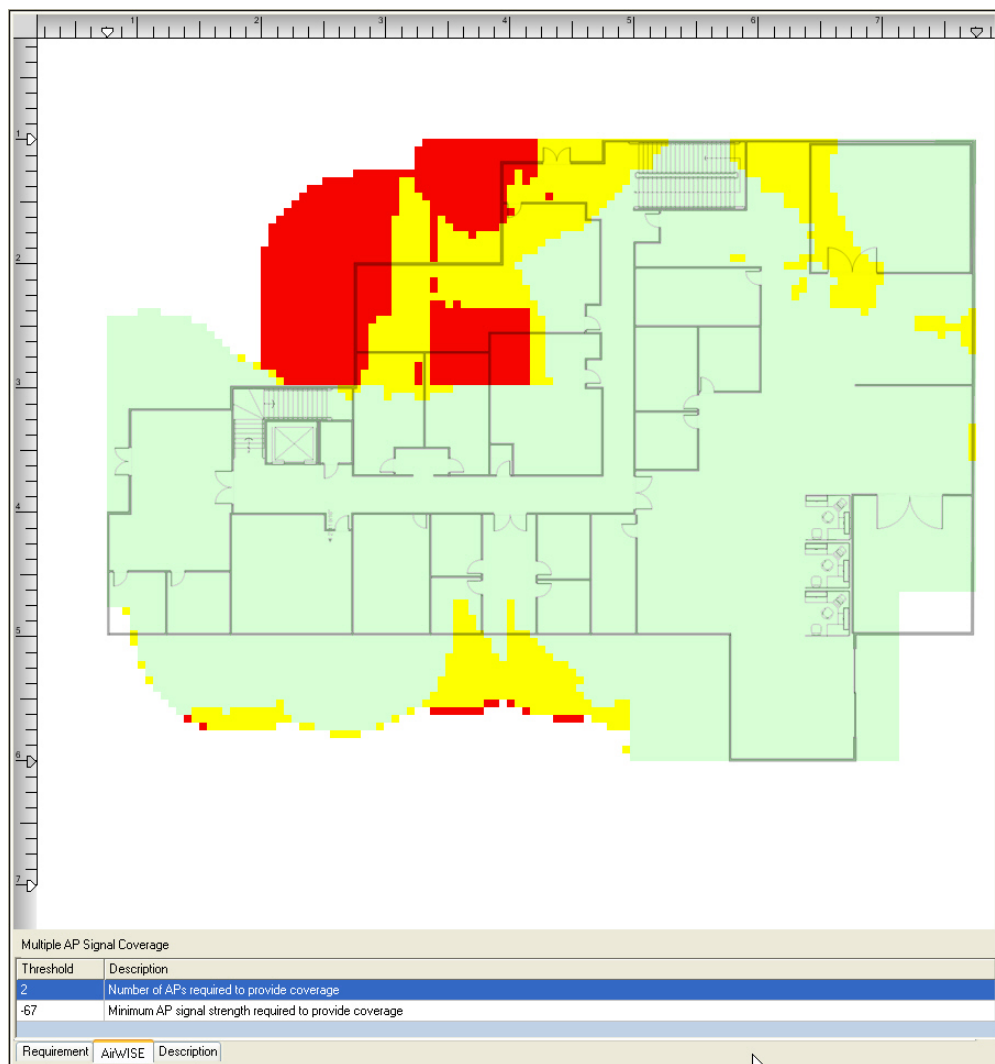 1 2 3 4 5 6 7
1
2
3
4
5
6
7
Multiple AP Signal Coverage
Threshold Description
2 Number of APs required to provide coverage
-67 Minimum AP signal strength required to provide coverage
Requirement AirWISE Description